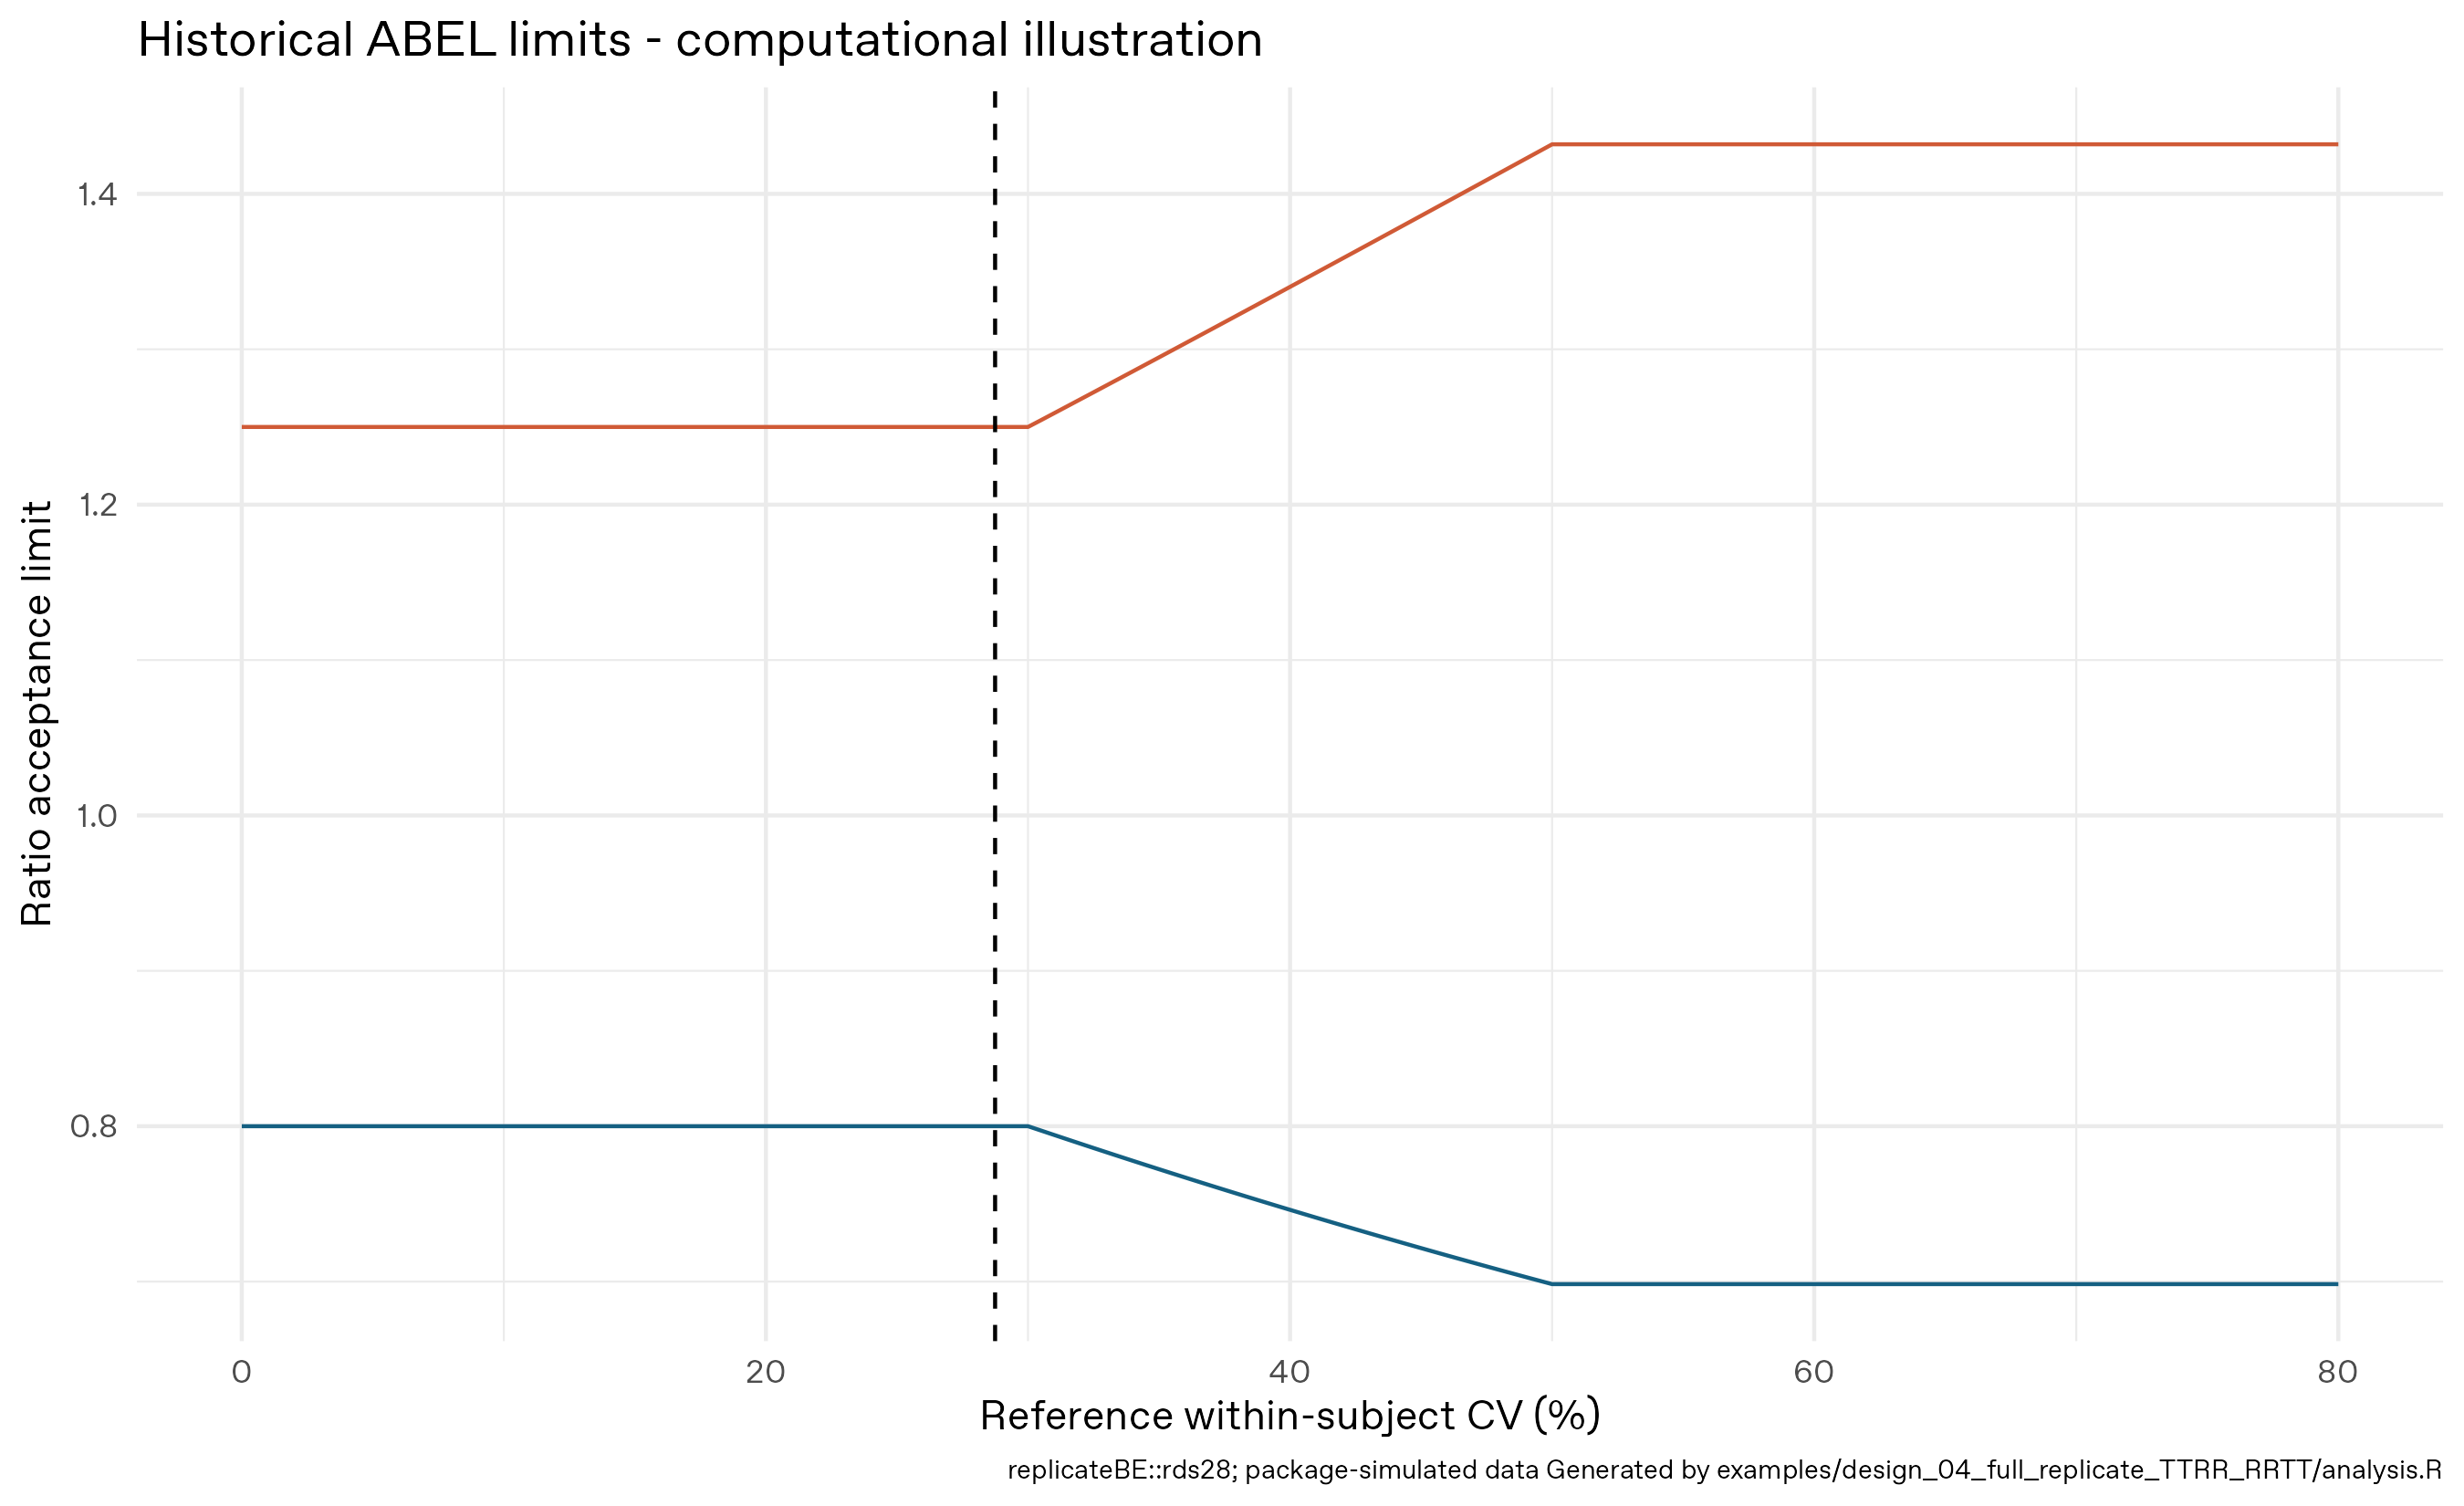 Historical ABEL limits - computational illustration
Ratio acceptance limit
1.4
1.2
1.0
0.8
0
20
40
60
80
Reference within-subject CV (%)
replicateBE::rds28; package-simulated data Generated by examples/design_04_full_replicate_TTRR_RRTT/analysis.R